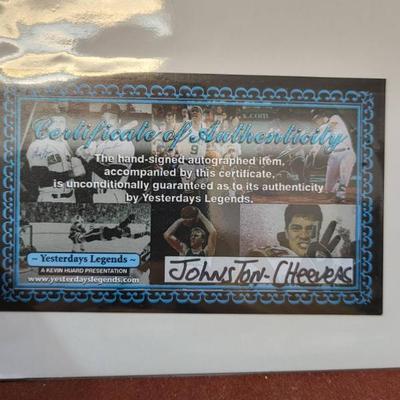 Certificate of Authenticity
The hand-signed autographed item,
accompanied by this certificate,
is unconditionally guaranteed as to its authenticity
by Yesterdays Legends.
~ Yesterdays Legends ~
A KEVIN HUARD PRESENTATION
www.yesterdayslegends.com
JOHNSTON-CHEEVERS